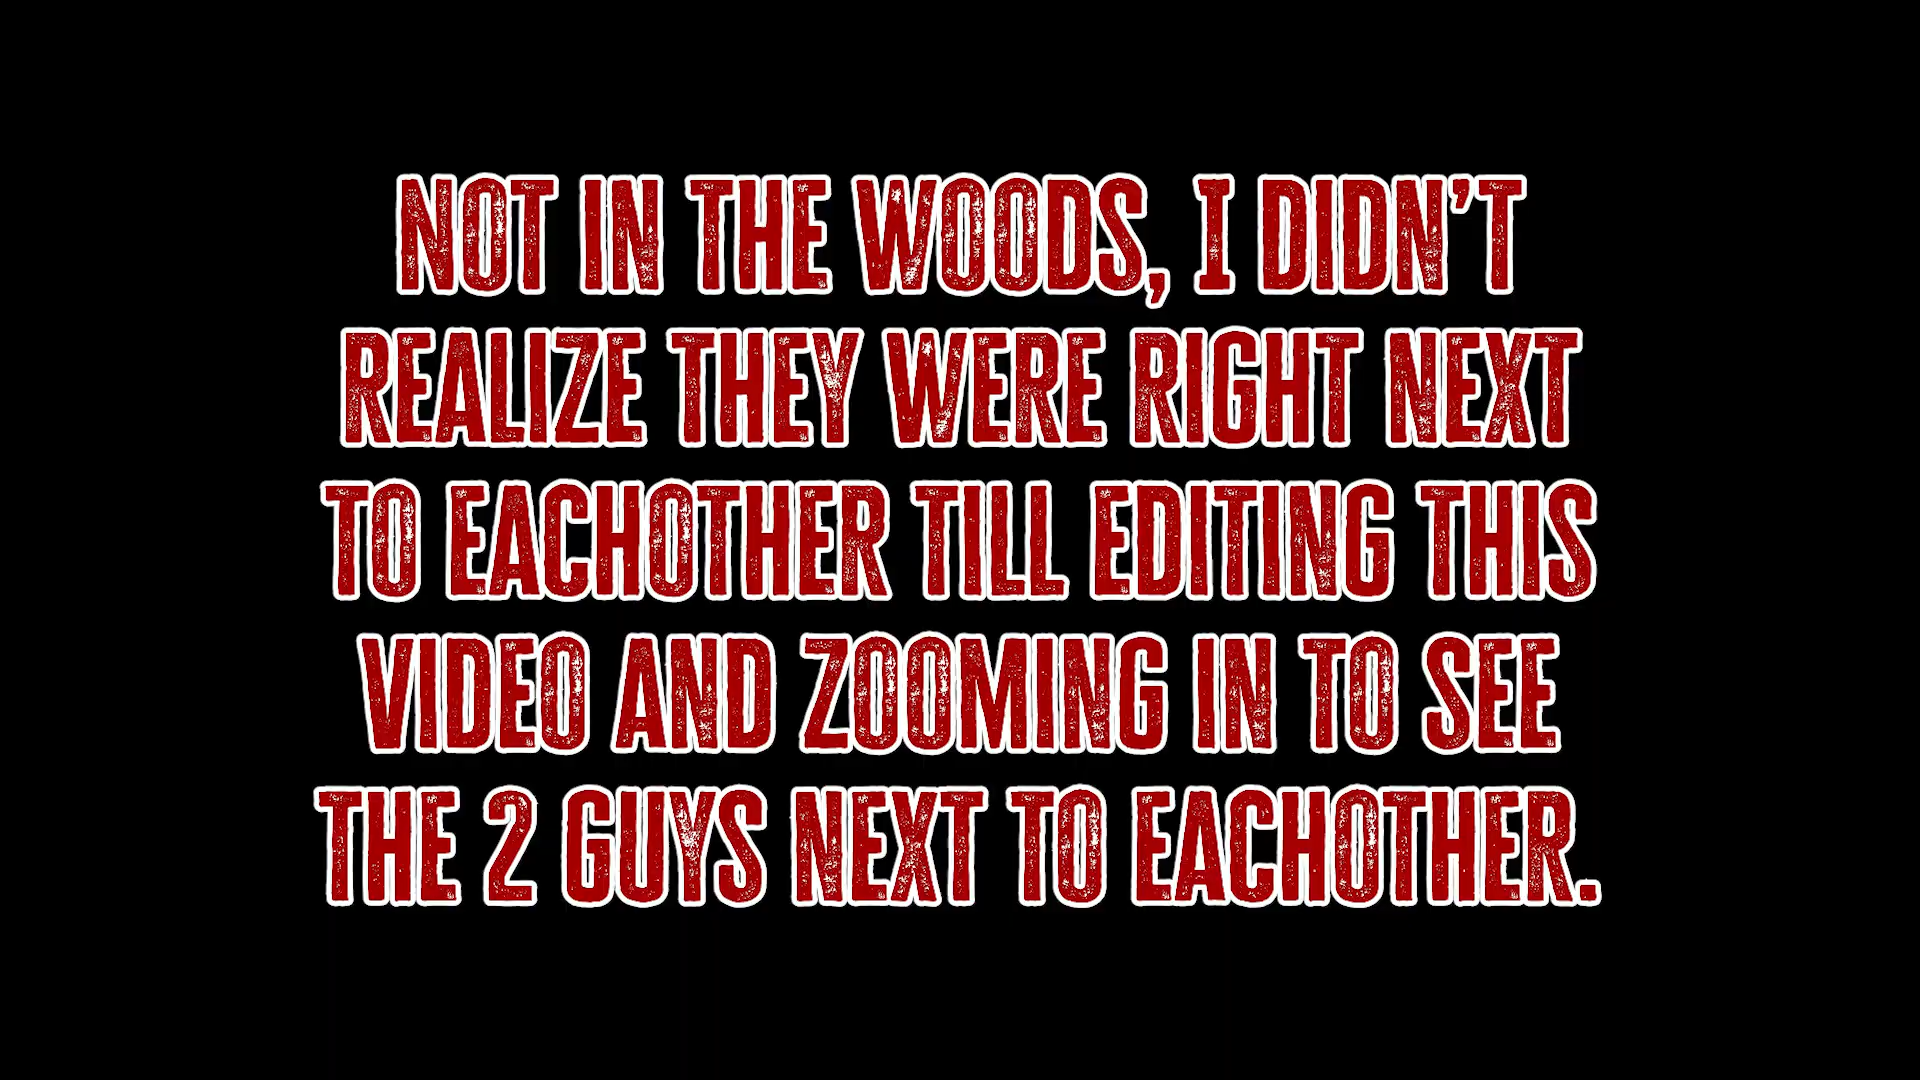 NOT IN THE WOODS, I DIDN’T
REALIZE THEY WERE RIGHT NEXT
TO EACHOTHER TILL EDITING THIS
VIDEO AND ZOOMING IN TO SEE
THE 2 GUYS NEXT TO EACHOTHER.